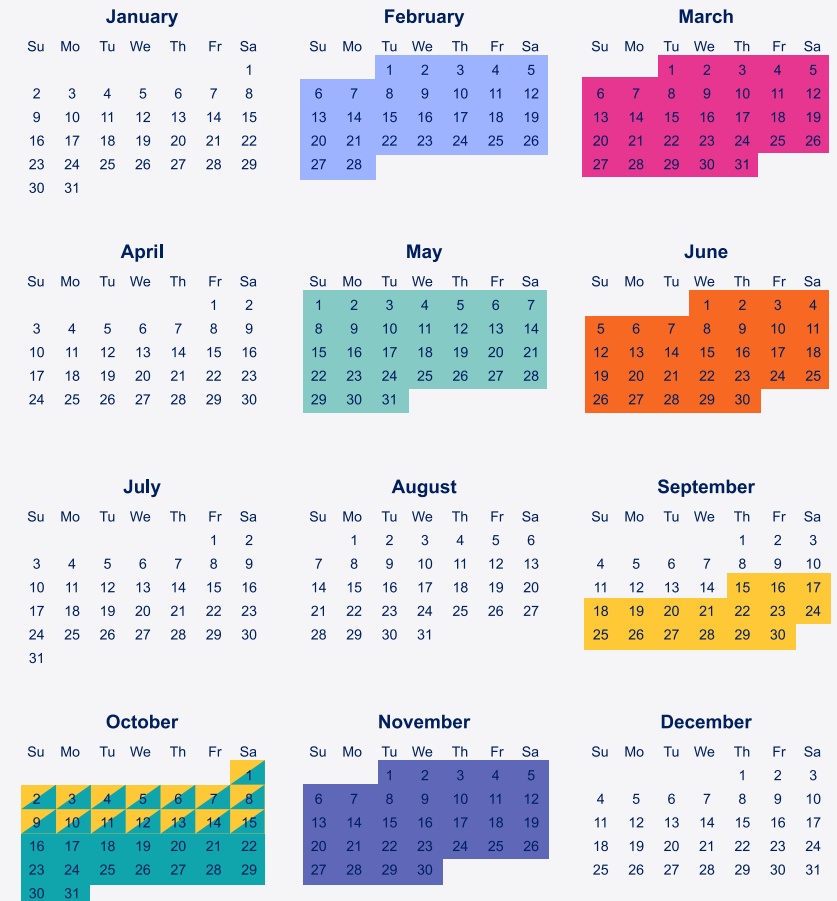 January February March
Su Mo Tu We Th Fr Sa Su Mo Tu We Th Fr Sa Su Mo Tu We Th Fr Sa
1 1 2 3 4 5 1 2 3 4 5
2 3 4 5 6 7 8 6 7 8 9 10 11 12 6 7 8 9 10 11 12
9 10 11 12 13 14 15 13 14 15 16 17 18 19 13 14 15 16 17 18 19
16 17 18 19 20 21 22 20 21 22 23 24 25 26 20 21 22 23 24 25 26
23 24 25 26 27 28 29 27 28 27 28 29 30 31
30 31
April May June
Su Mo Tu We Th Fr Sa Su Mo Tu We Th Fr Sa Su Mo Tu We Th Fr Sa
1 2 1 2 3 4 5 6 7 1 2 3 4
3 4 5 6 7 8 9 8 9 10 11 12 13 14 5 6 7 8 9 10 11
10 11 12 13 14 15 16 15 16 17 18 19 20 21 12 13 14 15 16 17 18
17 18 19 20 21 22 23 22 23 24 25 26 27 28 19 20 21 22 23 24 25
24 25 26 27 28 29 30 29 30 31 26 27 28 29 30
July August September
Su Mo Tu We Th Fr Sa Su Mo Tu We Th Fr Sa Su Mo Tu We Th Fr Sa
1 2 1 2 3 4 5 6 1 2 3
3 4 5 6 7 8 9 7 8 9 10 11 12 13 4 5 6 7 8 9 10
10 11 12 13 14 15 16 14 15 16 17 18 19 20 11 12 13 14 15 16 17
17 18 19 20 21 22 23 21 22 23 24 25 26 27 18 19 20 21 22 23 24
24 25 26 27 28 29 30 28 29 30 31 25 26 27 28 29 30
31
October November December
Su Mo Tu We Th Fr Sa Su Mo Tu We Th Fr Sa Su Mo Tu We Th Fr Sa
1 1 2 3 4 5 1 2 3
2 3 4 5 6 7 8 6 7 8 9 10 11 12 4 5 6 7 8 9 10
9 10 11 12 13 14 15 13 14 15 16 17 18 19 11 12 13 14 15 16 17
16 17 18 19 20 21 22 20 21 22 23 24 25 26 18 19 20 21 22 23 24
23 24 25 26 27 28 29 27 28 29 30 25 26 27 28 29 30 31
30 31